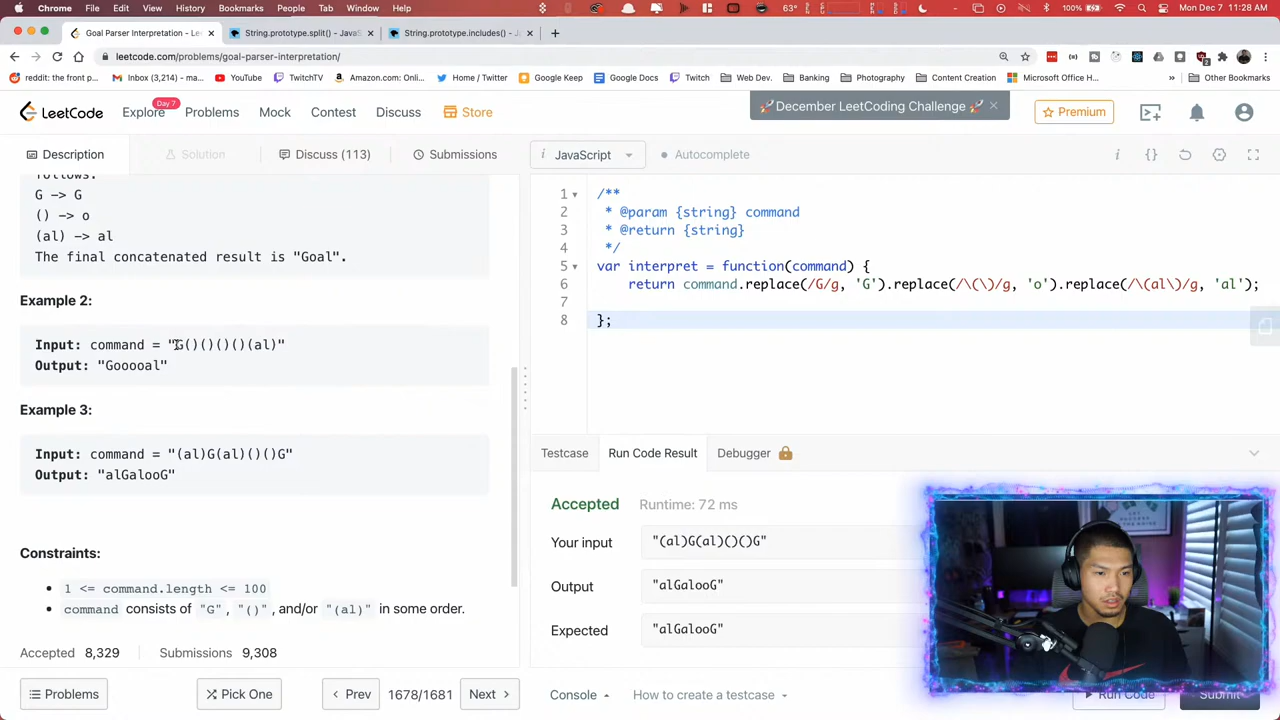 Chrome File Edit View History Bookmarks People Tab Window Help
63°
100%
Mon Dec 7 11:28 AM
Goal Parser Interpretation - Le
String.prototype.split() - JavaS
String.prototype.includes() - Jav
leetcode.com/problems/goal-parser-interpretation/
reddit: the front p...
Inbox (3,214) - m...
YouTube
TwitchTV
Amazon.com: Onli...
Home / Twitter
Google Keep
Google Docs
Twitch
Web Dev.
Banking
Photography
Content Creation
Microsoft Office H...
»
Other Bookmarks
LeetCode
Explore
Day 7
Problems
Mock
Contest
Discuss
Store
🚀 December LeetCoding Challenge 🚀
Premium
Description
Solution
Discuss (113)
Submissions
JavaScript
Autocomplete
follows:
G -> G
() -> o
(al) -> al
The final concatenated result is "Goal".
Example 2:
Input: command = "G()()()()(al)"
Output: "Gooooal"
Example 3:
Input: command = "(al)G(al)()()G"
Output: "alGalooG"
Constraints:
• 1 <= command.length <= 100
• command consists of "G", "()", and/or "(al)" in some order.
Accepted 8,329
Submissions 9,308
Problems
Pick One
Prev
1678/1681
Next
1 /**
2 * @param {string} command
3 * @return {string}
4 */
5 var interpret = function(command) {
6 return command.replace(/G/g, 'G').replace(/\(\)/g, 'o').replace(/\(al\)/g, 'al');
7
8 };
Testcase
Run Code Result
Debugger
Accepted
Runtime: 72 ms
Your input
"(al)G(al)()()G"
Output
"alGalooG"
Expected
"alGalooG"
Console
How to create a testcase
Run Code
Submit